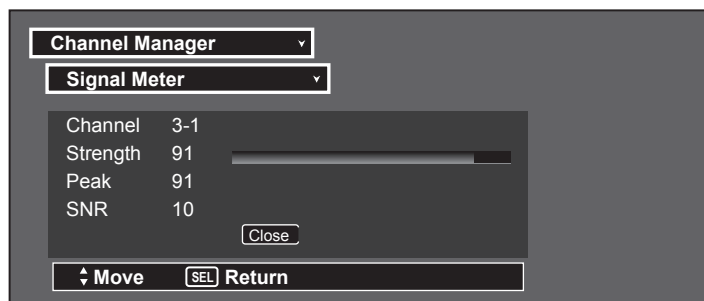 Channel Manager
Signal Meter
Channel 3-1
Strength 91
Peak 91
SNR 10
Close
Move SEL Return